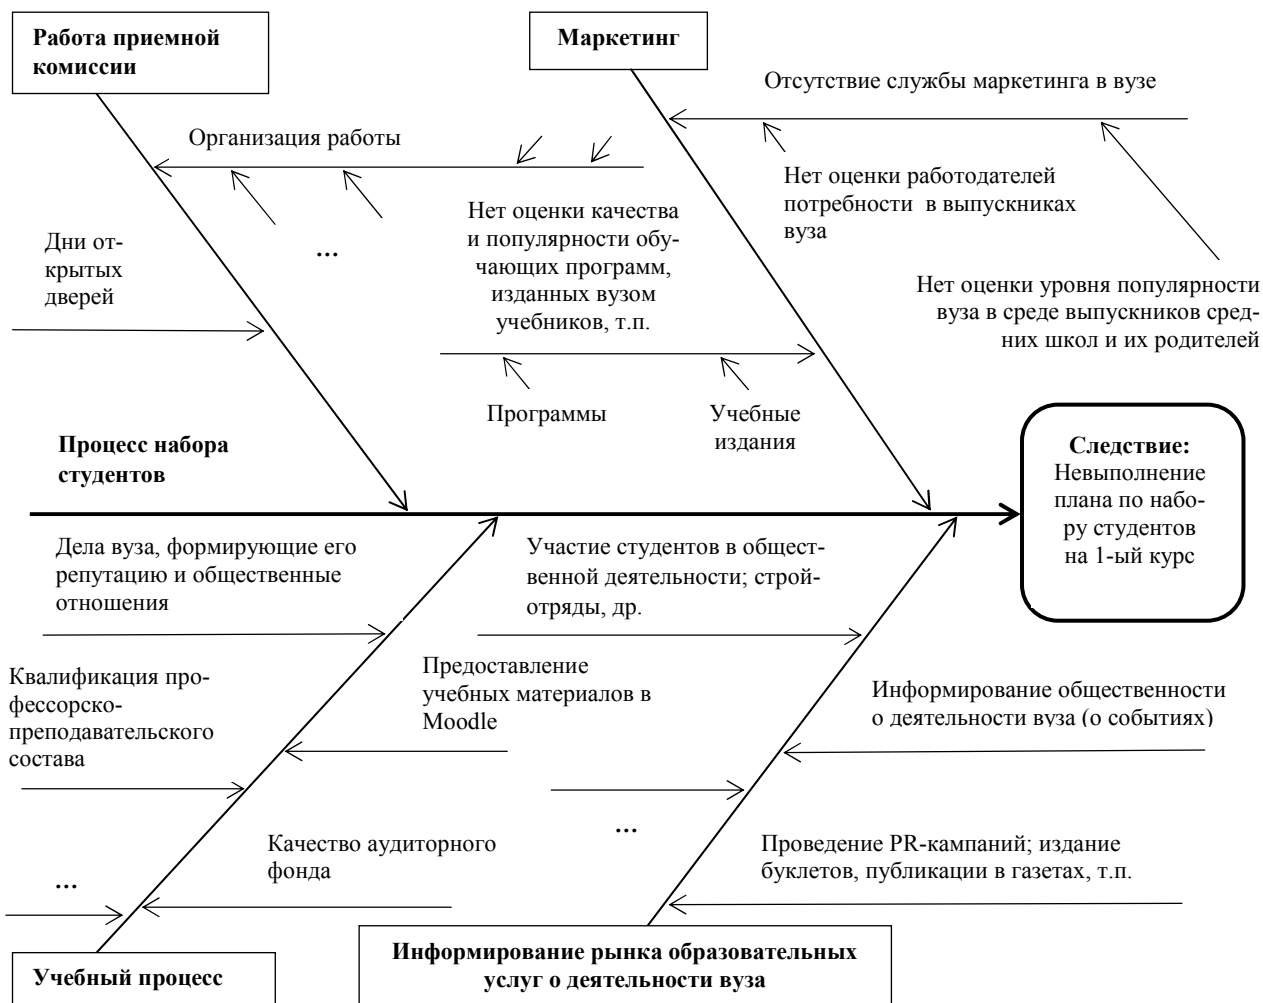 Работа приемной
комиссии
Маркетинг
Отсутствие службы маркетинга в вузе
Организация работы
Нет оценки работодателей
потребности в выпускниках
вуза
Нет оценки качества
и популярности обу-
чающих программ,
изданных вузом
учебников, т.п.
Дни от-
крытых
дверей
...
Нет оценки уровня популярности
вуза в среде выпускников сред-
них школ и их родителей
Программы
Учебные
издания
Процесс набора
студентов
Следствие:
Невыполнение
плана по набо-
ру студентов
на 1-ый курс
Дела вуза, формирующие его
репутацию и общественные
отношения
Участие студентов в общест-
венной деятельности; строй-
отряды, др.
Квалификация про-
фессорско-
преподавательского
состава
Предоставление
учебных материалов в
Moodle
Информирование общественности
о деятельности вуза (о событиях)
...
Качество аудиторного
фонда
Проведение PR-кампаний; издание
буклетов, публикации в газетах, т.п.
...
Учебный процесс
Информирование рынка образовательных
услуг о деятельности вуза